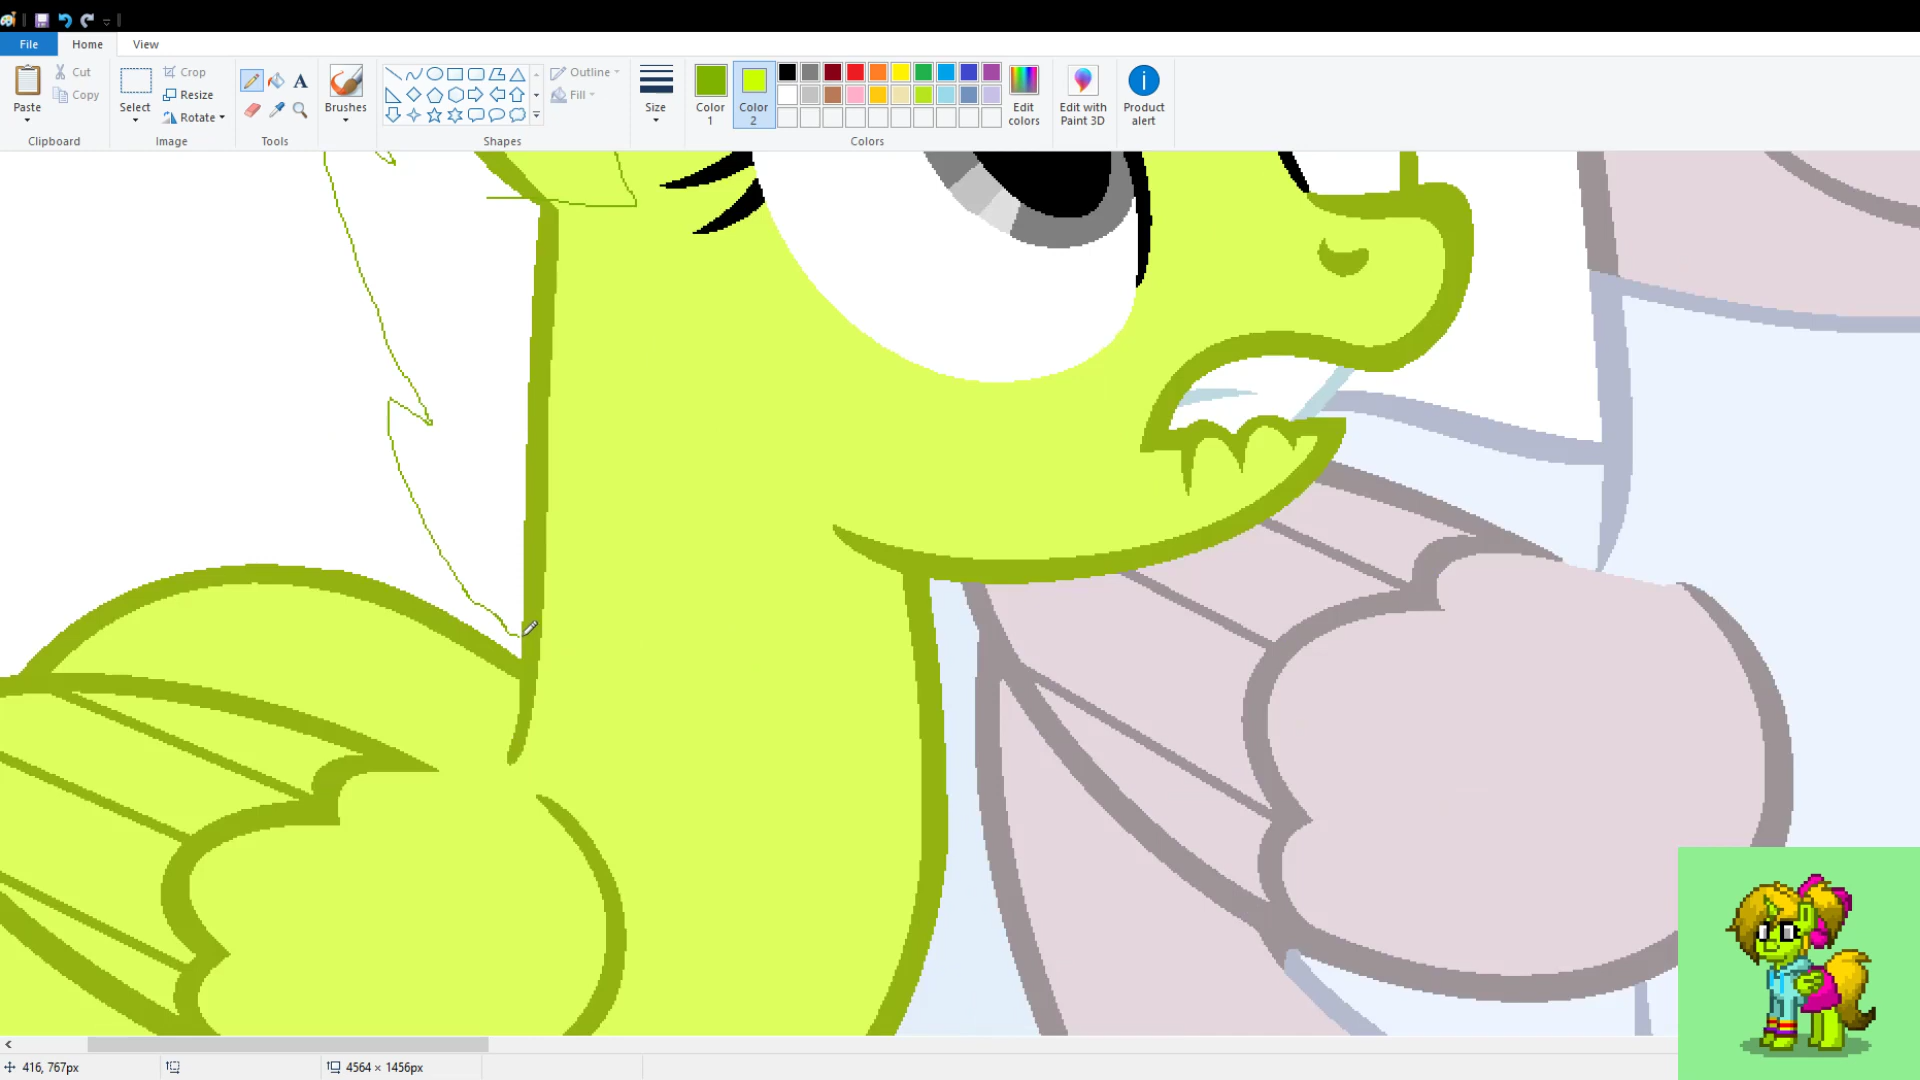 File Home View
Cut
Crop
Paste
Copy
Select
Resize
Rotate
A
Brushes
Outline
Fill
Size
Color 1
Color 2
Edit colors
Edit with Paint 3D
Product alert
Clipboard Image Tools Shapes Colors
416, 767px 4564 × 1456px